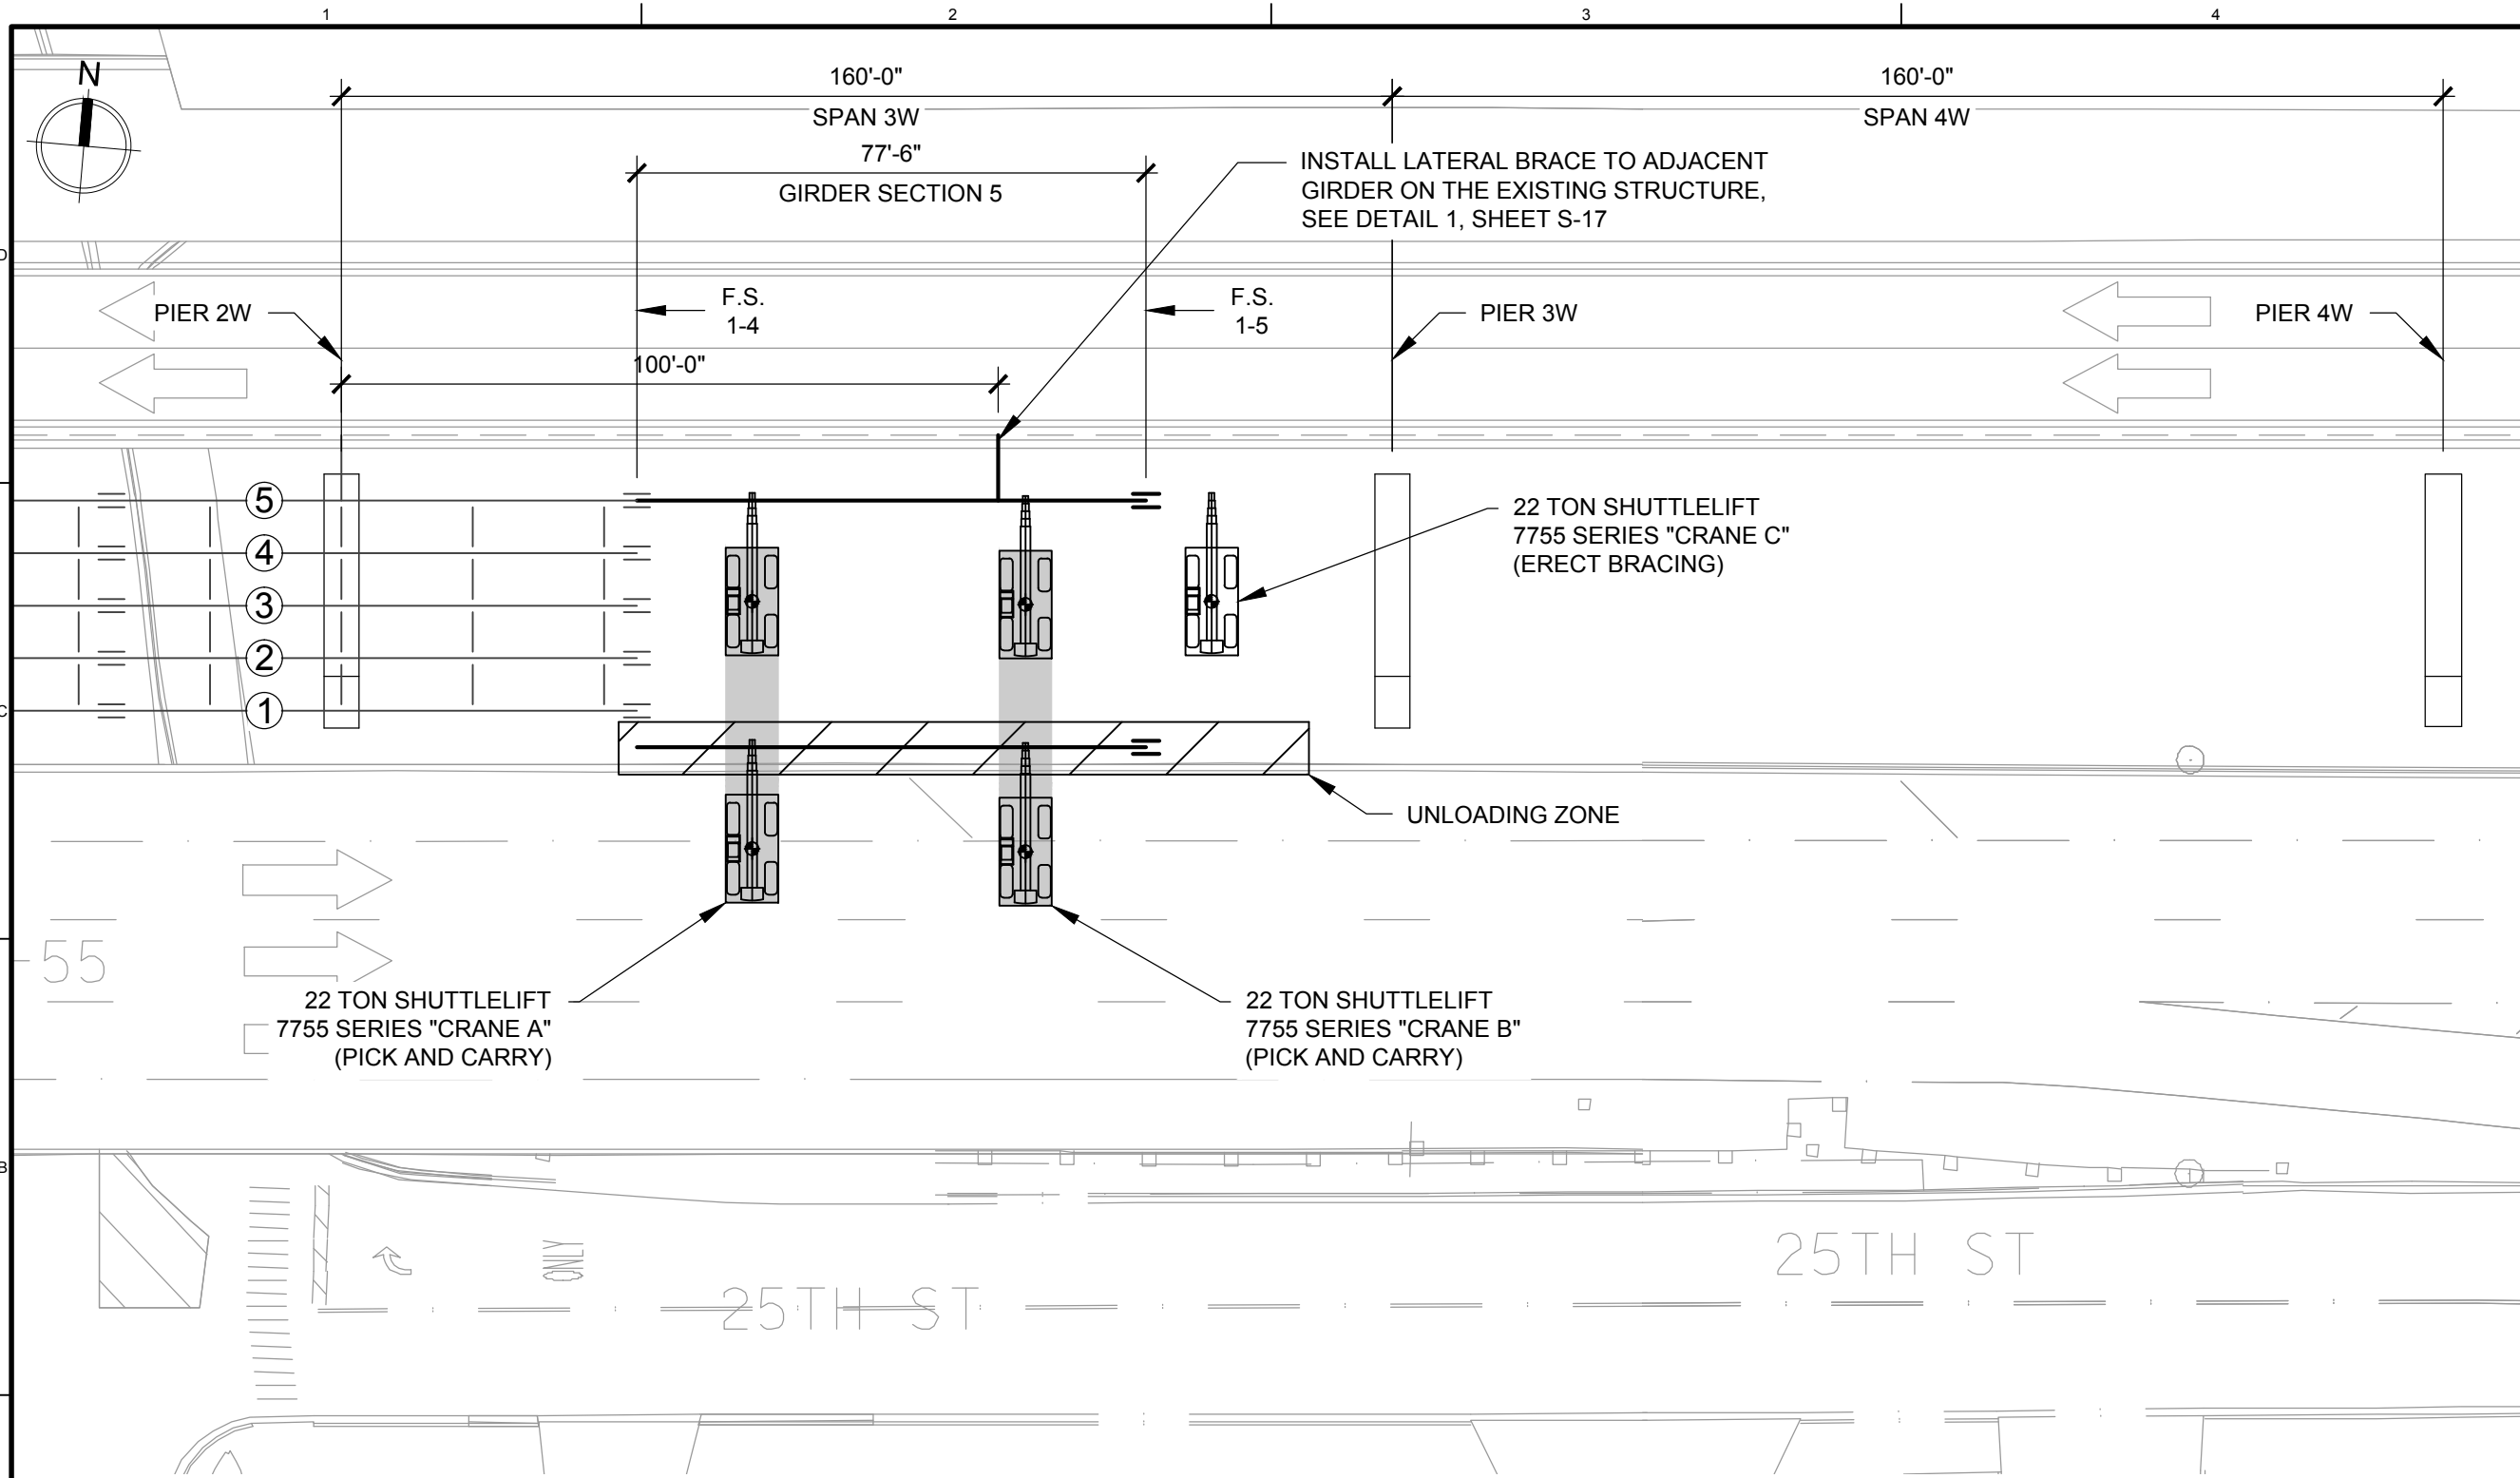 1
2
3
4
N
160'-0"
160'-0"
SPAN 3W
SPAN 4W
77'-6"
GIRDER SECTION 5
INSTALL LATERAL BRACE TO ADJACENT
GIRDER ON THE EXISTING STRUCTURE,
SEE DETAIL 1, SHEET S-17
D
F.S.
1-4
F.S.
1-5
PIER 2W
PIER 3W
PIER 4W
100'-0"
5
4
3
2
1
22 TON SHUTTLELIFT
7755 SERIES "CRANE C"
(ERECT BRACING)
C
UNLOADING ZONE
55
22 TON SHUTTLELIFT
7755 SERIES "CRANE A"
(PICK AND CARRY)
22 TON SHUTTLELIFT
7755 SERIES "CRANE B"
(PICK AND CARRY)
B
ONLY
25TH ST
25TH ST